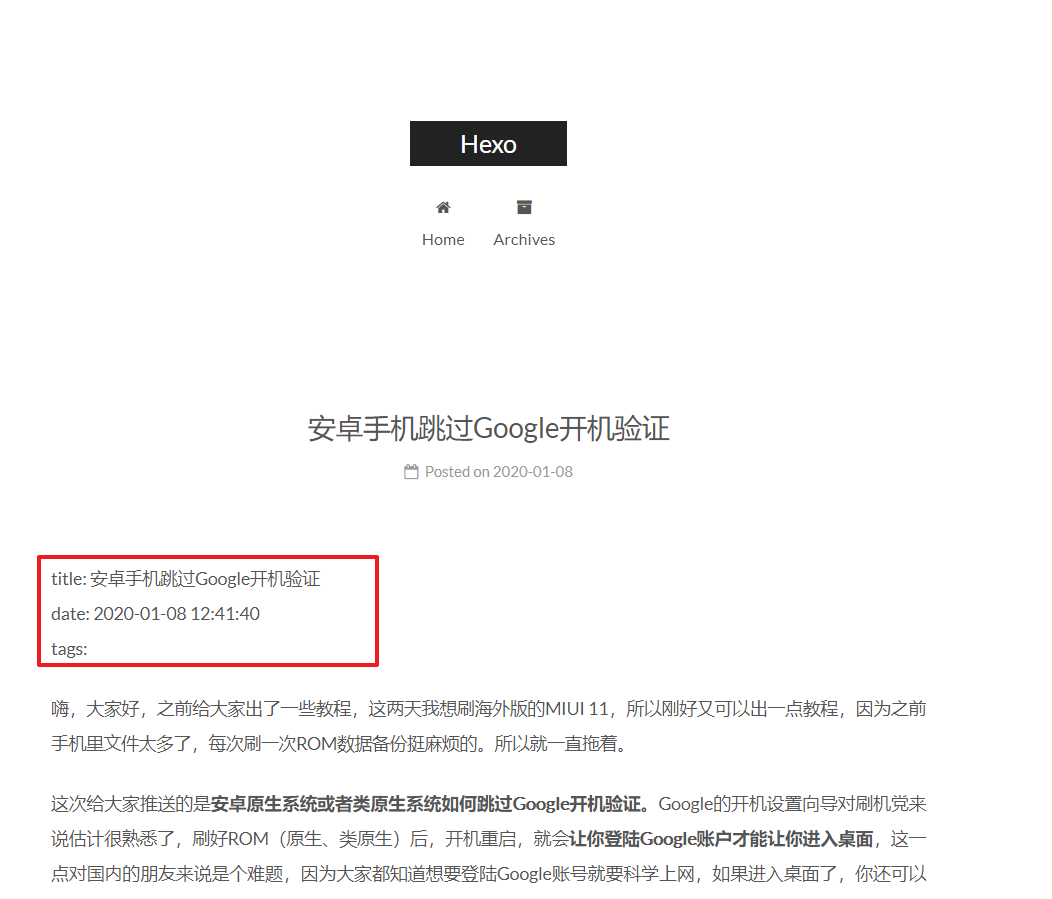 Hexo
Home
Archives
安卓手机跳过Google开机验证
Posted on 2020-01-08
title: 安卓手机跳过Google开机验证
date: 2020-01-08 12:41:40
tags:
嗨，大家好，之前给大家出了一些教程，这两天我想刷海外版的MIUI 11，所以刚好又可以出一点教程，因为之前
手机里文件太多了，每次刷一次ROM数据备份挺麻烦的。所以就一直拖着。
这次给大家推送的是安卓原生系统或者类原生系统如何跳过Google开机验证。Google的开机设置向导对刷机党来
说估计很熟悉了，刷好ROM（原生、类原生）后，开机重启，就会让你登陆Google账户才能让你进入桌面，这一
点对国内的朋友来说是个难题，因为大家都知道想要登陆Google账号就要科学上网，如果进入桌面了，你还可以